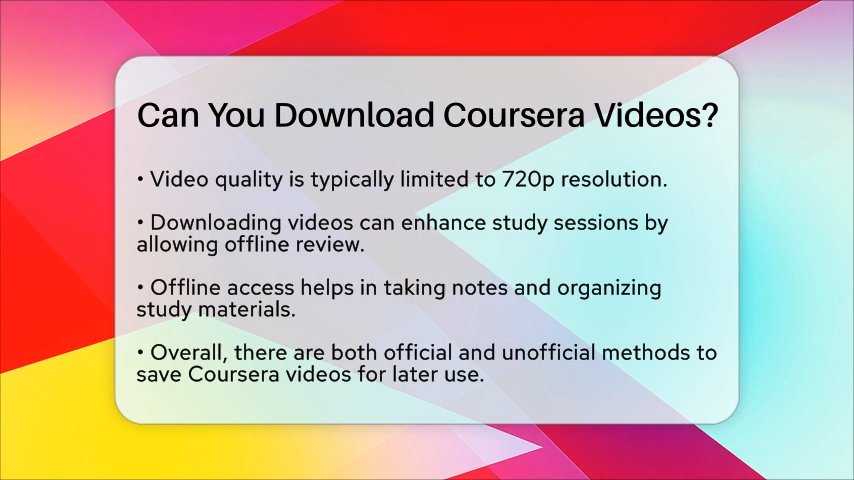 Can You Download Coursera Videos?
• Video quality is typically limited to 720p resolution.
• Downloading videos can enhance study sessions by
allowing offline review.
• Offline access helps in taking notes and organizing
study materials.
• Overall, there are both official and unofficial methods to
save Coursera videos for later use.